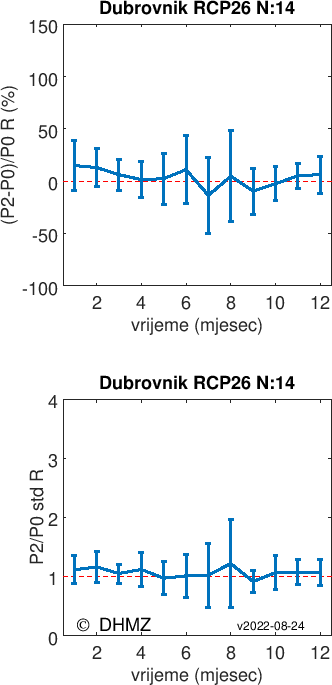 Dubrovnik RCP26 N:14
150
100
50
0
-50
-100
(P2-P0)/P0 R (%)
2 4 6 8 10 12
vrijeme (mjesec)
Dubrovnik RCP26 N:14
4
3
2
1
0
P2/P0 std R
© DHMZ
v2022-08-24
2 4 6 8 10 12
vrijeme (mjesec)